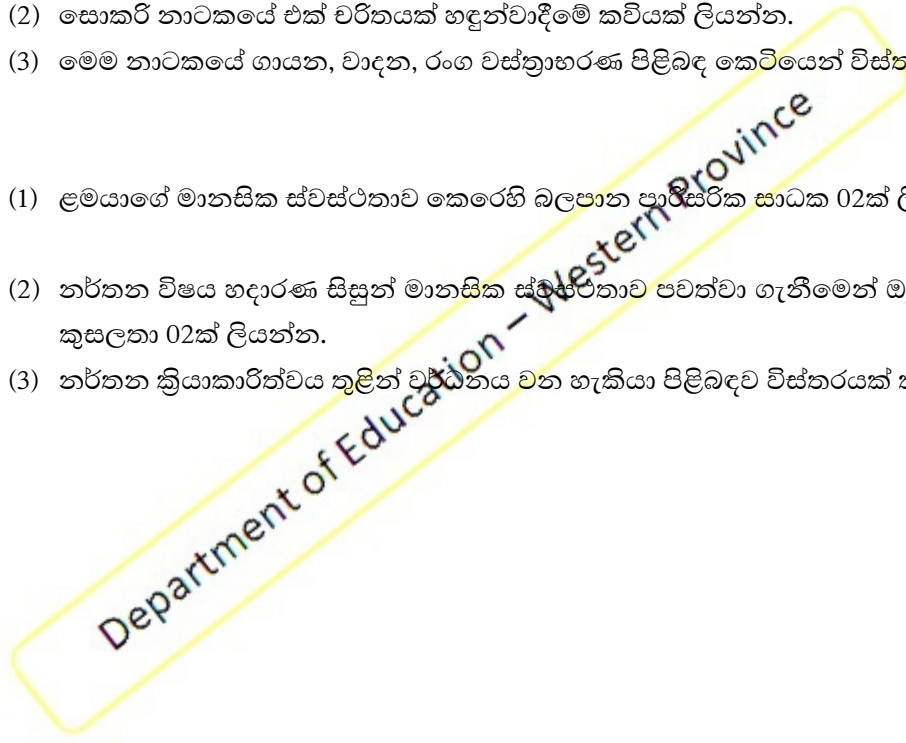 (2) සොකරි නාටකයේ එක් චරිතයක් හඳුන්වාදීමේ කවියක් ලියන්න.
(3) මෙම නාටකයේ ගායන, වාදන, රංග වස්ත්‍රාභරණ පිළිබඳ කෙටියෙන්
(1) ළමයාගේ මානසික ස්වස්ථතාව කෙරෙහි බලපාන පාරිසරික සාධක 02ක්
(2) නර්තන විෂය හදාරණ සිසුන් මානසික ස්වස්ථතාව පවත්වා ගැනීමෙන්
කුසලතා 02ක් ලියන්න.
(3) නර්තන ක්‍රියාකාරිත්වය තුළින් වර්ධනය වන හැකියා පිළිබඳව විස්තරයක්
Department of Education – Western Province